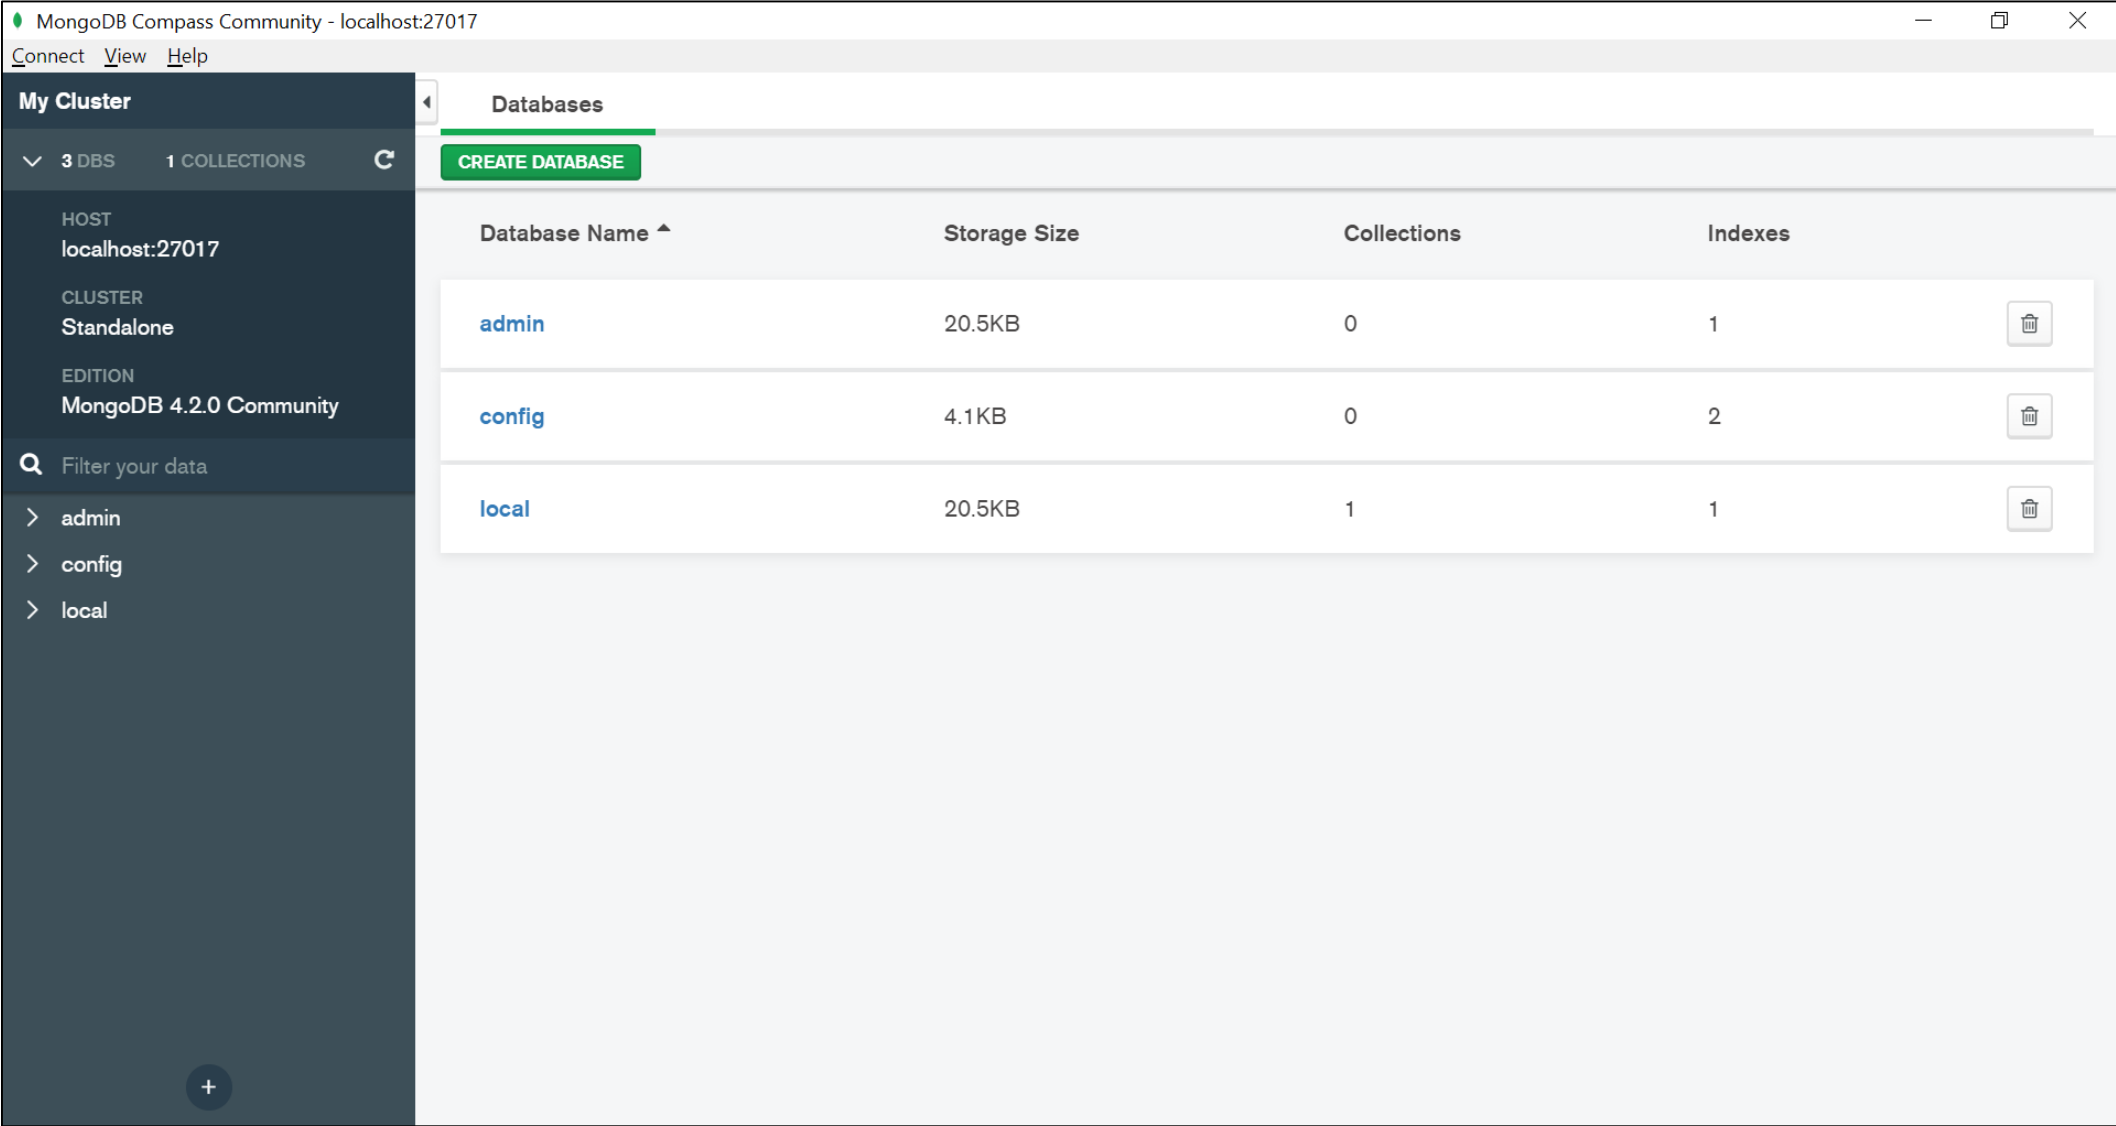 MongoDB Compass Community - localhost:27017
Connect View Help
My Cluster
3 DBS 1 COLLECTIONS
HOST
localhost:27017
CLUSTER
Standalone
EDITION
MongoDB 4.2.0 Community
Filter your data
admin
config
local
Databases
CREATE DATABASE
Database Name Storage Size Collections Indexes
admin 20.5KB 0 1
config 4.1KB 0 2
local 20.5KB 1 1